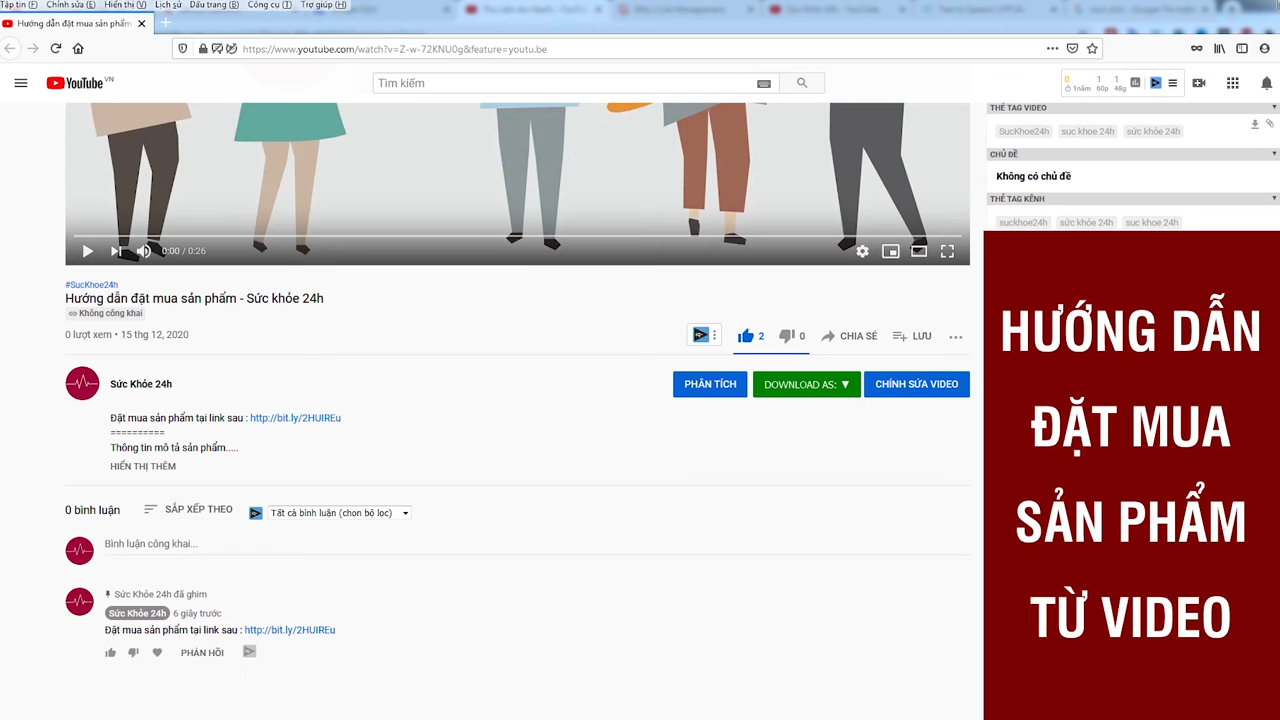 Tập tin (F) Chỉnh sửa (E) Hiển thị (V) Lịch sử Dấu trang (B) Công cụ (T) Trợ giúp (H)
Hướng dẫn đặt mua sản phẩm
https://www.youtube.com/watch?v=Z-w-72KNU0g&feature=youtu.be
YouTube VN
Tìm kiếm
0 1 1
1năm 60p 48g
THẺ TAG VIDEO
SucKhoe24h suc khoe 24h sức khỏe 24h
CHỦ ĐỀ
Không có chủ đề
THẺ TAG KÊNH
suckhoe24h sức khỏe 24h suc khoe 24h
0:00 / 0:26
#SucKhoe24h
Hướng dẫn đặt mua sản phẩm - Sức khỏe 24h
Không công khai
0 lượt xem • 15 thg 12, 2020
2 0 CHIA SẺ LƯU
Sức Khỏe 24h
PHÂN TÍCH DOWNLOAD AS: ▼ CHỈNH SỬA VIDEO
Đặt mua sản phẩm tại link sau : http://bit.ly/2HUIREu
==========
Thông tin mô tả sản phẩm.....
HIỂN THỊ THÊM
0 bình luận SẮP XẾP THEO Tất cả bình luận (chọn bộ lọc)
Bình luận công khai...
Sức Khỏe 24h đã ghim
Sức Khỏe 24h 6 giây trước
Đặt mua sản phẩm tại link sau : http://bit.ly/2HUIREu
PHẢN HỒI
HƯỚNG DẪN
ĐẶT MUA
SẢN PHẨM
TỪ VIDEO